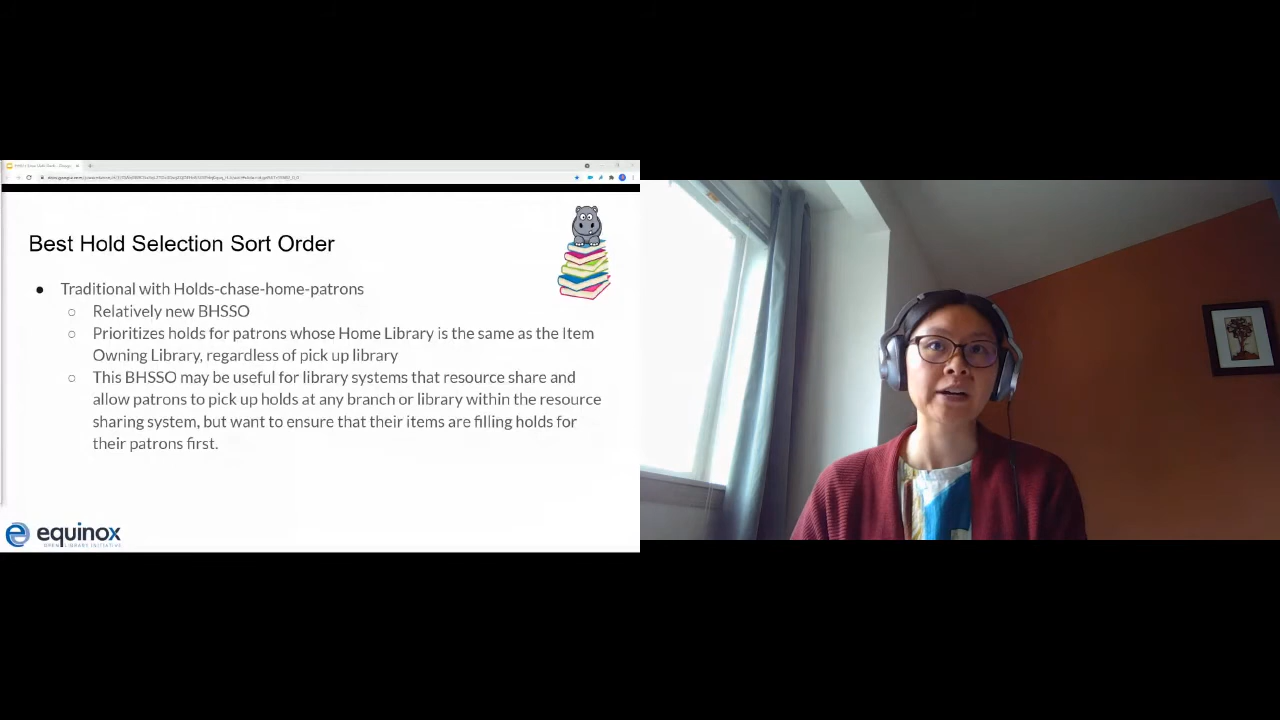 Best Hold Selection Sort Order
● Traditional with Holds-chase-home-patrons
○ Relatively new BHSSO
○ Prioritizes holds for patrons whose Home Library is the same as the Item
Owning Library, regardless of pick up library
○ This BHSSO may be useful for library systems that resource share and
allow patrons to pick up holds at any branch or library within the resource
sharing system, but want to ensure that their items are filling holds for
their patrons first.
equinox
OPEN LIBRARY INITIATIVE